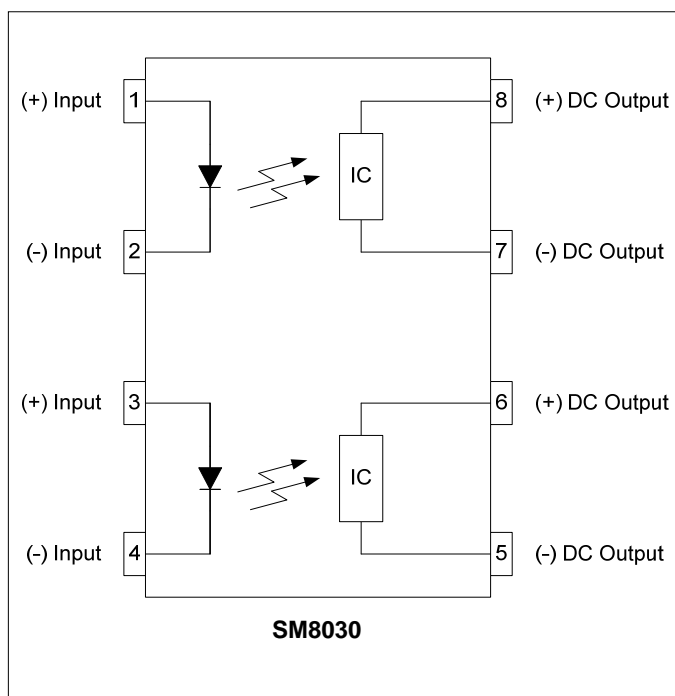 (+) Input 1 8 (+) DC Output
IC
(-) Input 2 7 (-) DC Output
(+) Input 3 6 (+) DC Output
IC
(-) Input 4 5 (-) DC Output
SM8030